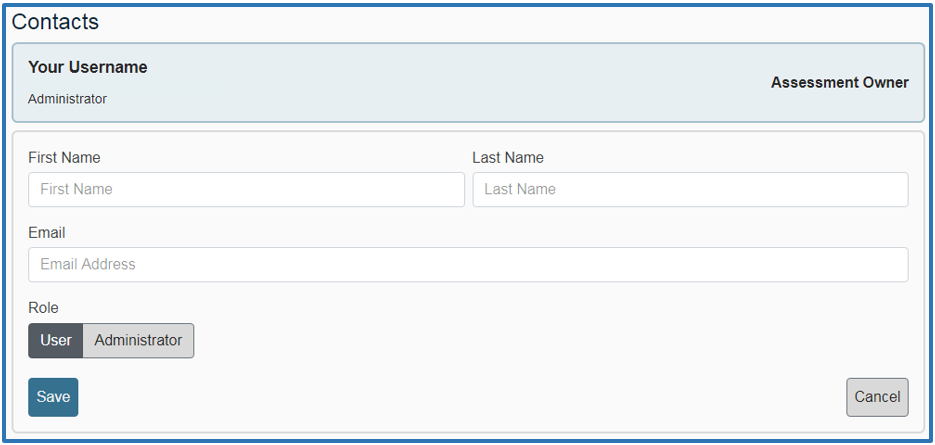 Contacts
Your Username
Assessment Owner
Administrator
First Name
Last Name
First Name
Last Name
Email
Email Address
Role
User
Administrator
Save
Cancel